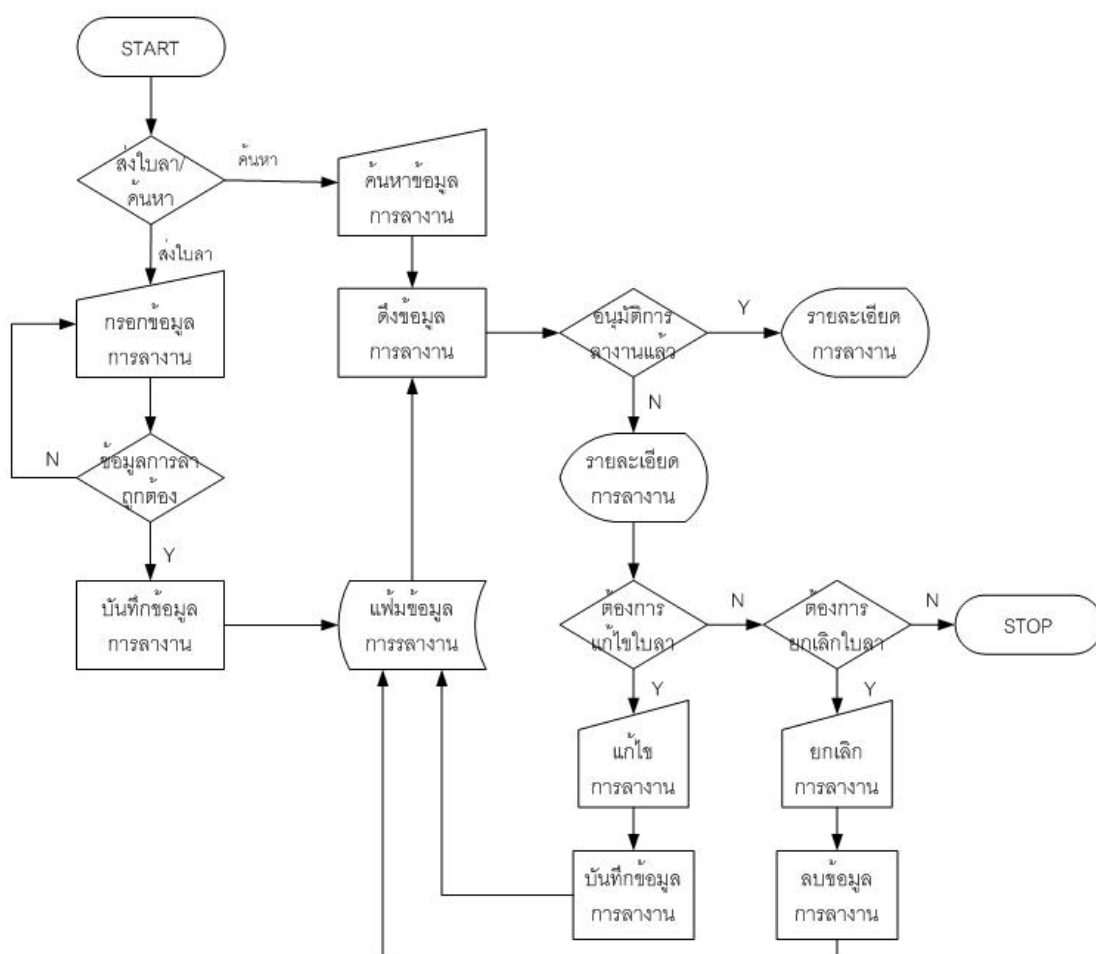 START
ส่งใบลา/
ค้นหา
ค้นหา
ค้นหาข้อมูล
การลางาน
ส่งใบลา
กรอกข้อมูล
การลางาน
ดึงข้อมูล
การลางาน
อนุมัติการ
ลางานแล้ว
Y
รายละเอียด
การลางาน
N
ข้อมูลการลา
ถูกต้อง
N
รายละเอียด
การลางาน
Y
บันทึกข้อมูล
การลางาน
แฟ้มข้อมูล
การรลางาน
ต้องการ
แก้ไขใบลา
N
ต้องการ
ยกเลิกใบลา
N
STOP
Y
Y
แก้ไข
การลางาน
ยกเลิก
การลางาน
บันทึกข้อมูล
การลางาน
ลบข้อมูล
การลางาน